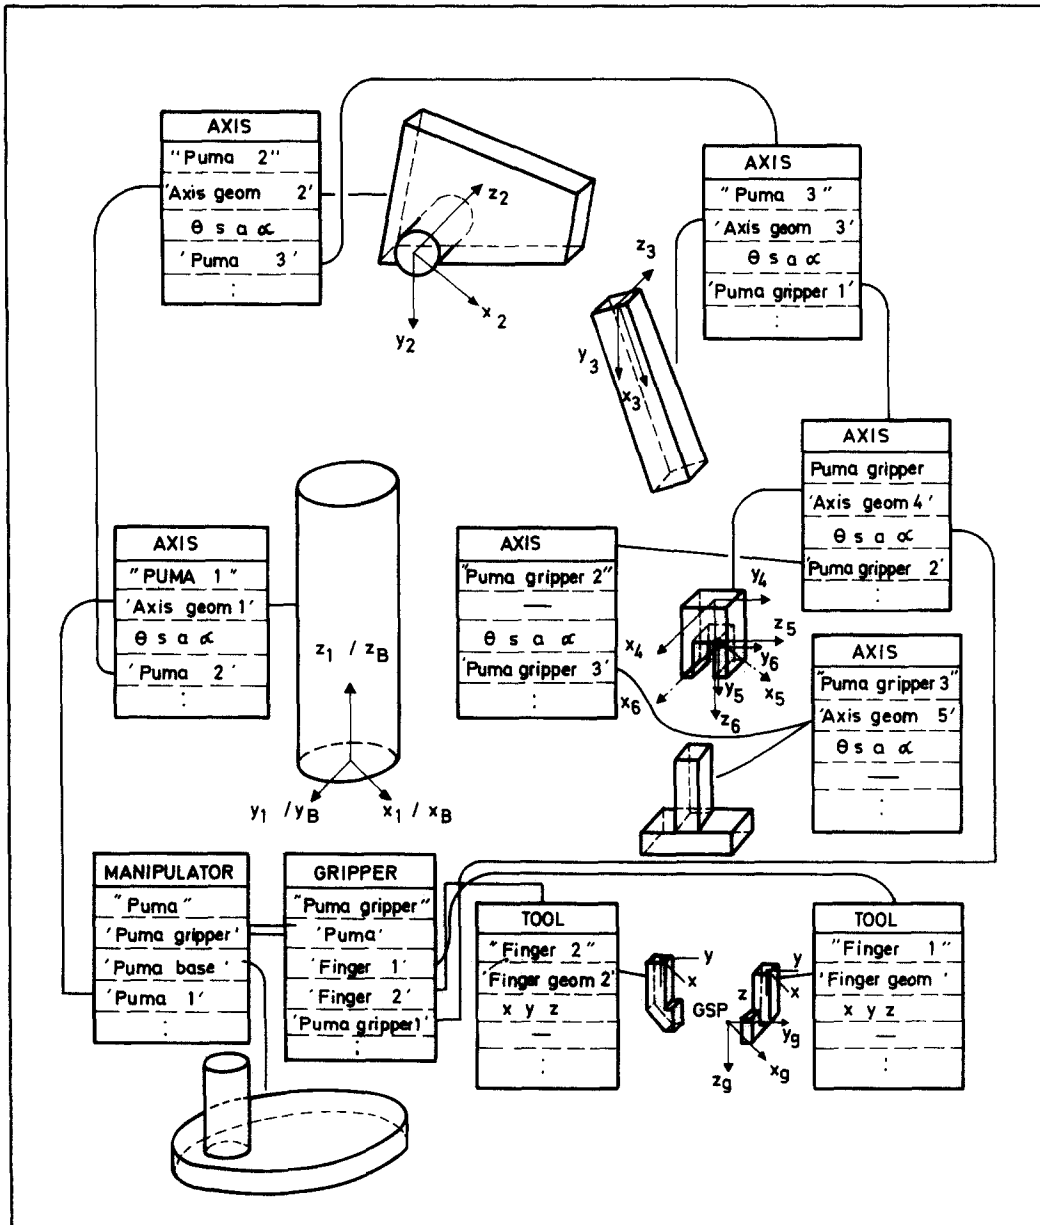 AXIS
"Puma 2"
'Axis geom 2'
θ s a α
'Puma 3'
:
z2
x2
y2
AXIS
"Puma 3"
'Axis geom 3'
θ s a α
'Puma gripper 1'
:
z3
y3
x3
AXIS
Puma gripper
'Axis geom 4'
θ s a α
'Puma gripper 2'
:
AXIS
"PUMA 1"
'Axis geom 1'
θ s a α
'Puma 2'
:
z1 / zB
y1 / yB
x1 / xB
AXIS
"Puma gripper 2"
—
θ s a α
'Puma gripper 3'
:
y4
x4
z5
y6
x5
y5
x6
z6
AXIS
"Puma gripper 3"
'Axis geom 5'
θ s a α
—
:
MANIPULATOR
"Puma"
'Puma gripper'
'Puma base'
'Puma 1'
:
GRIPPER
"Puma gripper"
'Puma'
'Finger 1'
'Finger 2'
'Puma gripper1'
:
TOOL
"Finger 2"
'Finger geom 2'
x y z
—
:
y
x
GSP
y
x
z
yg
xg
zg
TOOL
"Finger 1"
'Finger geom '
x y z
—
: